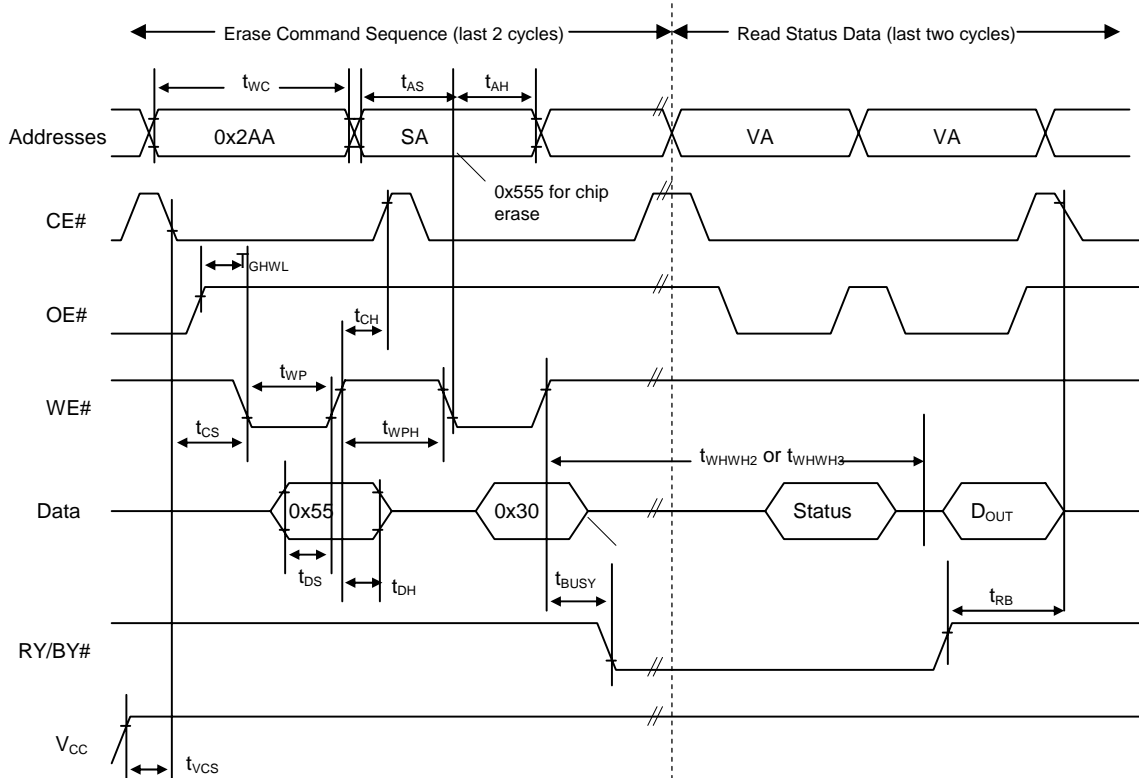 Erase Command Sequence (last 2 cycles)
Read Status Data (last two cycles)
tWC
tAS
tAH
Addresses
0x2AA
SA
VA
VA
0x555 for chip
erase
CE#
TGHWL
OE#
tCH
tWP
WE#
tCS
tWPH
tWHWH2 or tWHWH3
Data
0x55
0x30
Status
DOUT
tDS
tDH
tBUSY
tRB
RY/BY#
VCC
tVCS